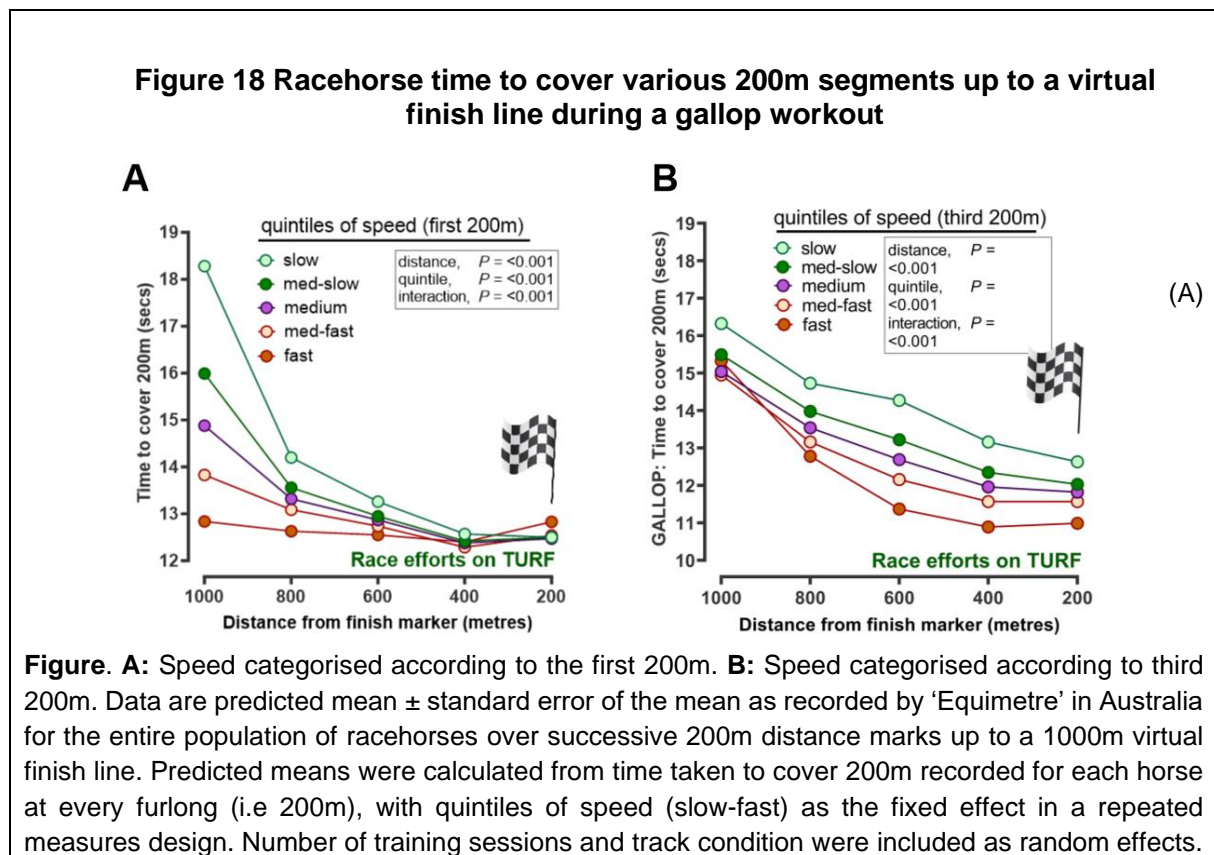 Figure 18 Racehorse time to cover various 200m segments up to a virtual
finish line during a gallop workout
A
quintiles of speed (first 200m)
slow
med-slow
medium
med-fast
fast
distance, P = <0.001
quintile, P = <0.001
interaction, P = <0.001
Time to cover 200m (secs)
19
18
17
16
15
14
13
12
Race efforts on TURF
1000 800 600 400 200
Distance from finish marker (metres)
B
quintiles of speed (third 200m)
slow
med-slow
medium
med-fast
fast
distance, P =
<0.001
quintile, P =
<0.001
interaction, P =
<0.001
GALLOP: Time to cover 200m (secs)
19
18
17
16
15
14
13
12
11
10
Race efforts on TURF
1000 800 600 400 200
Distance from finish marker (metres)
(A)
Figure. A: Speed categorised according to the first 200m. B: Speed categorised according to third
200m. Data are predicted mean ± standard error of the mean as recorded by ‘Equimetre’ in Australia
for the entire population of racehorses over successive 200m distance marks up to a 1000m virtual
finish line. Predicted means were calculated from time taken to cover 200m recorded for each horse
at every furlong (i.e 200m), with quintiles of speed (slow-fast) as the fixed effect in a repeated
measures design. Number of training sessions and track condition were included as random effects.